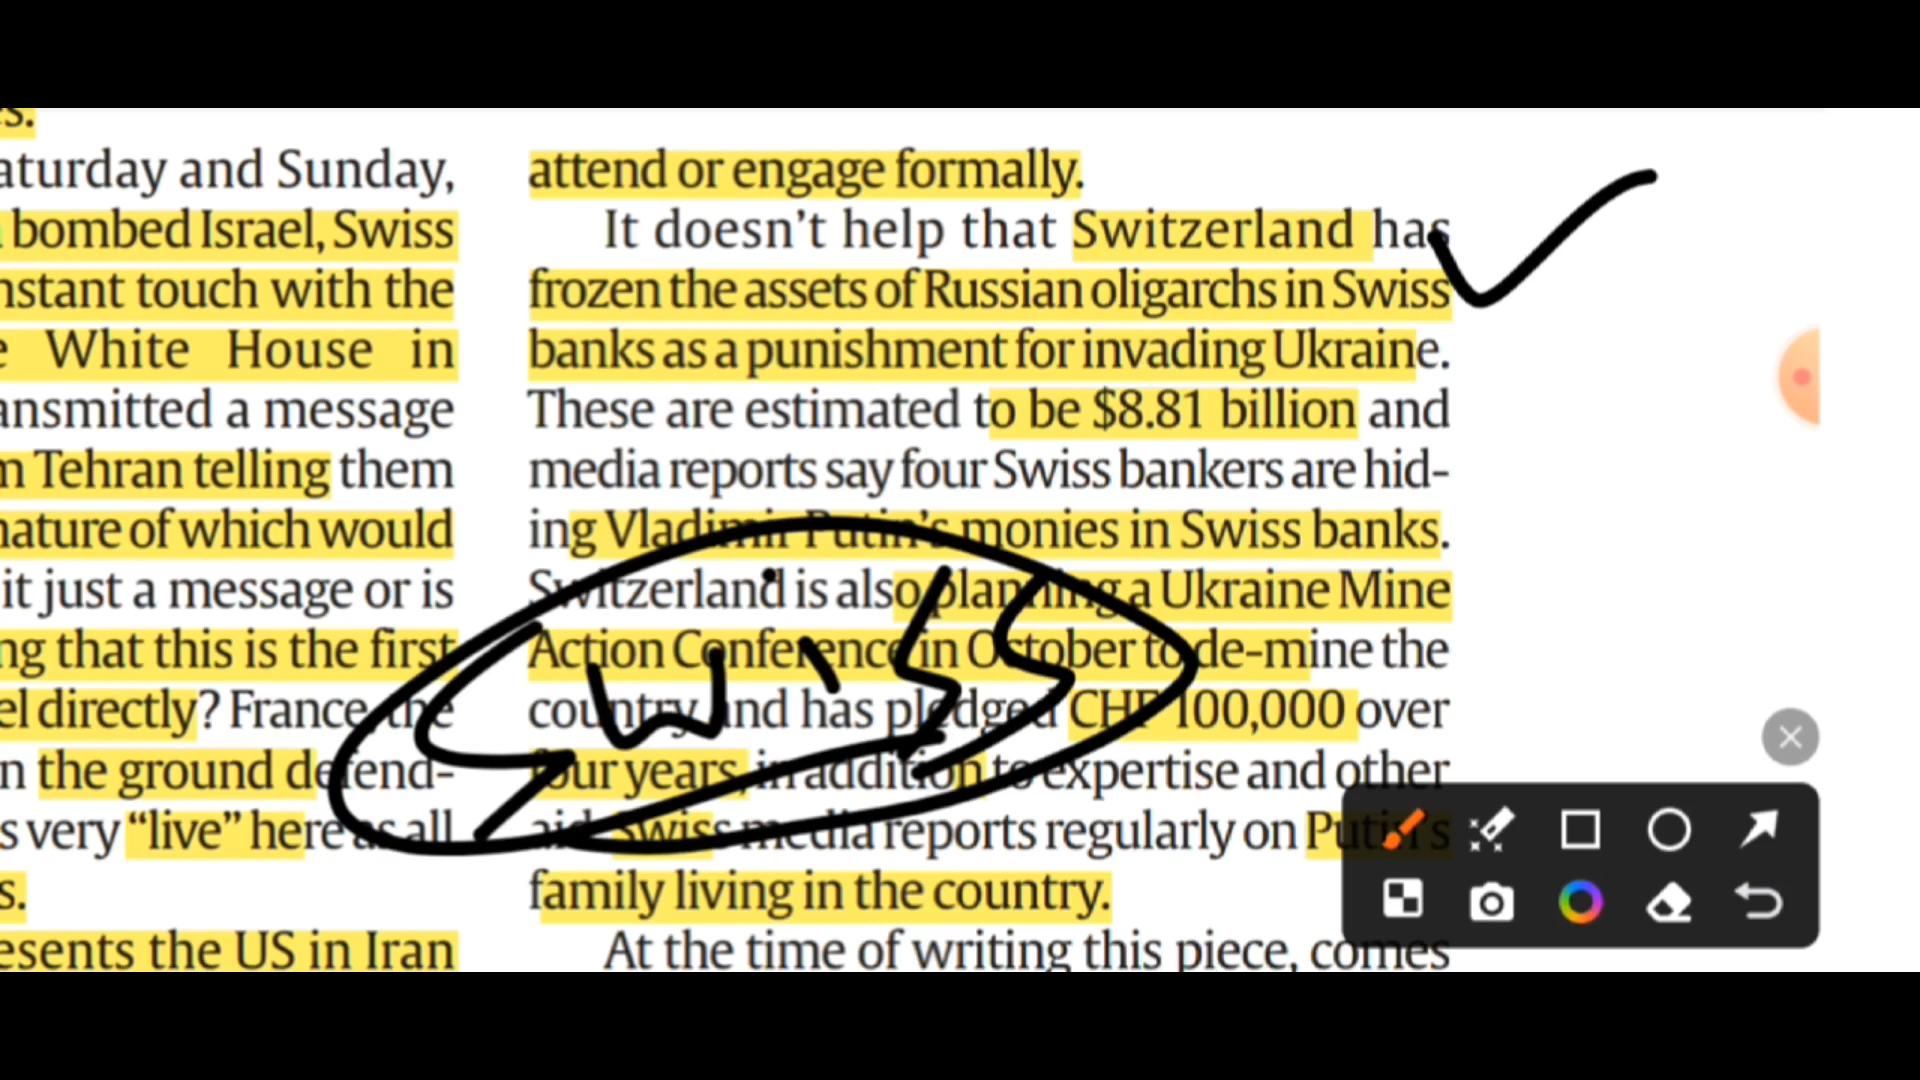 s.
aturday and Sunday,
bombed Israel, Swiss
nstant touch with the
e White House in
ansmitted a message
m Tehran telling them
nature of which would
it just a message or is
ng that this is the first
el directly? France, the
n the ground defend-
s very “live” here as all
s.
esents the US in Iran
attend or engage formally.
It doesn’t help that Switzerland has
frozen the assets of Russian oligarchs in Swiss
banks as a punishment for invading Ukraine.
These are estimated to be $8.81 billion and
media reports say four Swiss bankers are hid-
ing Vladimir Putin’s monies in Swiss banks.
Switzerland is also planning a Ukraine Mine
Action Conference in October to de-mine the
country and has pledged CHF 100,000 over
four years, in addition to expertise and other
aid. Swiss media reports regularly on Putin’s
family living in the country.
At the time of writing this piece, comes
Swiss